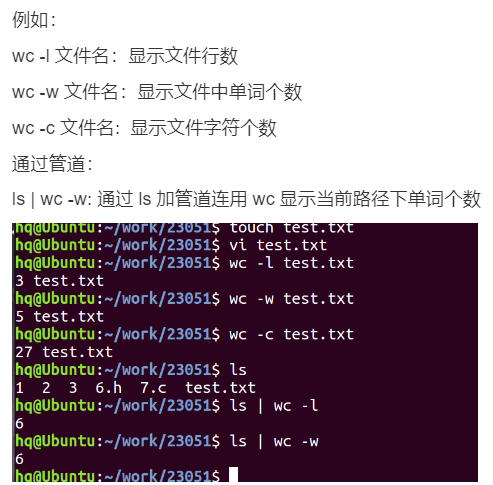 例如：
wc -l 文件名：显示文件行数
wc -w 文件名：显示文件中单词个数
wc -c 文件名：显示文件字符个数
通过管道：
ls | wc -w: 通过 ls 加管道连用 wc 显示当前路径下单词个数
hq@Ubuntu:~/work/23051$ touch test.txt
hq@Ubuntu:~/work/23051$ vi test.txt
hq@Ubuntu:~/work/23051$ wc -l test.txt
3 test.txt
hq@Ubuntu:~/work/23051$ wc -w test.txt
5 test.txt
hq@Ubuntu:~/work/23051$ wc -c test.txt
27 test.txt
hq@Ubuntu:~/work/23051$ ls
1  2  3  6.h  7.c  test.txt
hq@Ubuntu:~/work/23051$ ls | wc -l
6
hq@Ubuntu:~/work/23051$ ls | wc -w
6
hq@Ubuntu:~/work/23051$